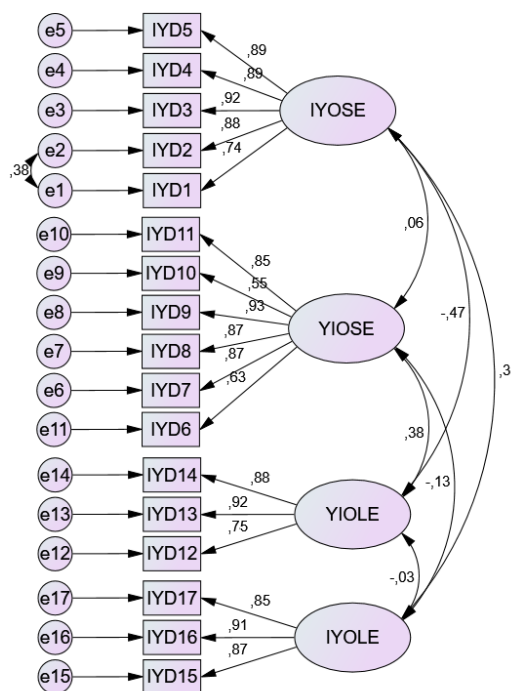 e5 IYD5 ,89
e4 IYD4 ,89
e3 IYD3 ,92 IYOSE
e2 IYD2 ,88
,38
e1 IYD1 ,74
,06
e10 IYD11 ,85
e9 IYD10 ,55
e8 IYD9 ,93 YIOSE
-,47
e7 IYD8 ,87
,3
e6 IYD7 ,87
e11 IYD6 ,63
,38
e14 IYD14 ,88
-,13
e13 IYD13 ,92 YIOLE
e12 IYD12 ,75
-,03
e17 IYD17 ,85
e16 IYD16 ,91 IYOLE
e15 IYD15 ,87